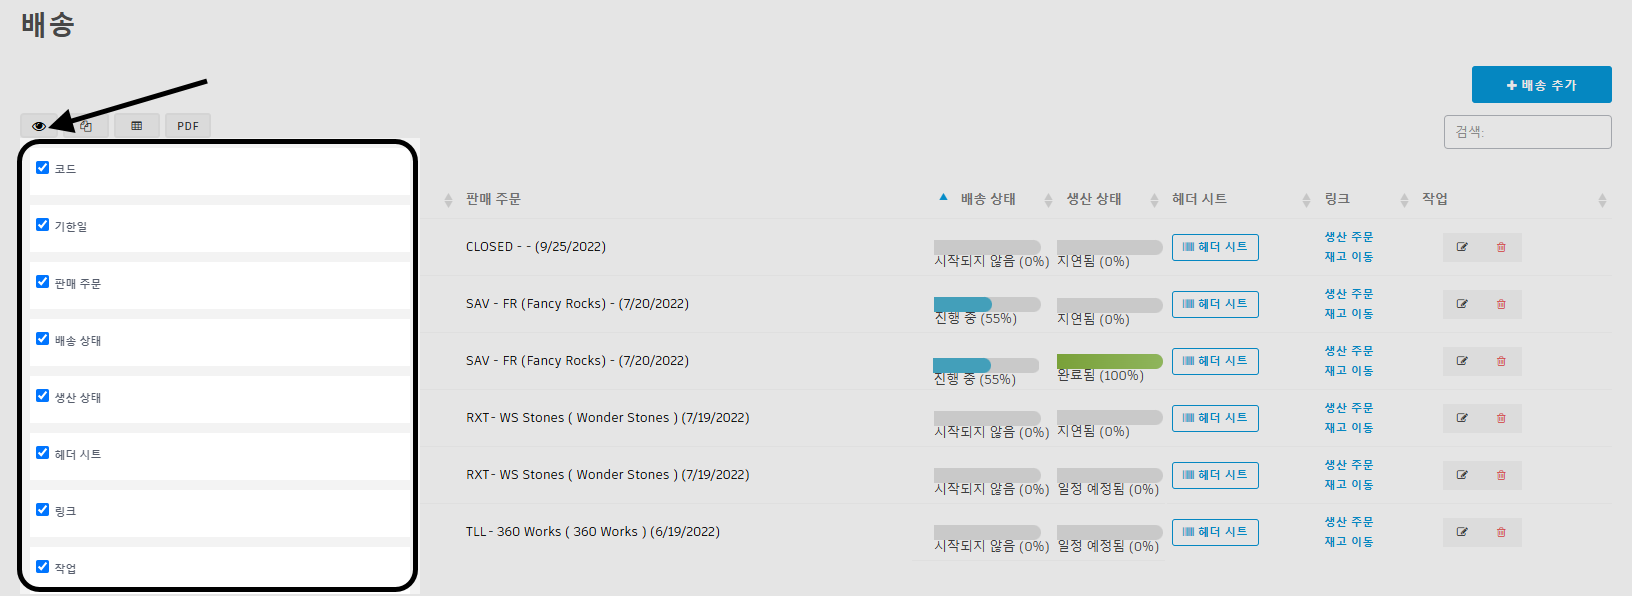 배송
배송 추가
PDF
검색:
코드
기한일
판매 주문
배송 상태
생산 상태
헤더 시트
링크
작업
판매 주문 배송 상태 생산 상태 헤더 시트 링크 작업
CLOSED - - (9/25/2022) 시작되지 않음 (0%) 지연됨 (0%) 헤더 시트 생산 주문
재고 이동
SAV - FR (Fancy Rocks) - (7/20/2022) 진행 중 (55%) 지연됨 (0%) 헤더 시트 생산 주문
재고 이동
SAV - FR (Fancy Rocks) - (7/20/2022) 진행 중 (55%) 완료됨 (100%) 헤더 시트 생산 주문
재고 이동
RXT- WS Stones ( Wonder Stones ) (7/19/2022) 시작되지 않음 (0%) 지연됨 (0%) 헤더 시트 생산 주문
재고 이동
RXT- WS Stones ( Wonder Stones ) (7/19/2022) 시작되지 않음 (0%) 일정 예정됨 (0%) 헤더 시트 생산 주문
재고 이동
TLL- 360 Works ( 360 Works ) (6/19/2022) 시작되지 않음 (0%) 일정 예정됨 (0%) 헤더 시트 생산 주문
재고 이동